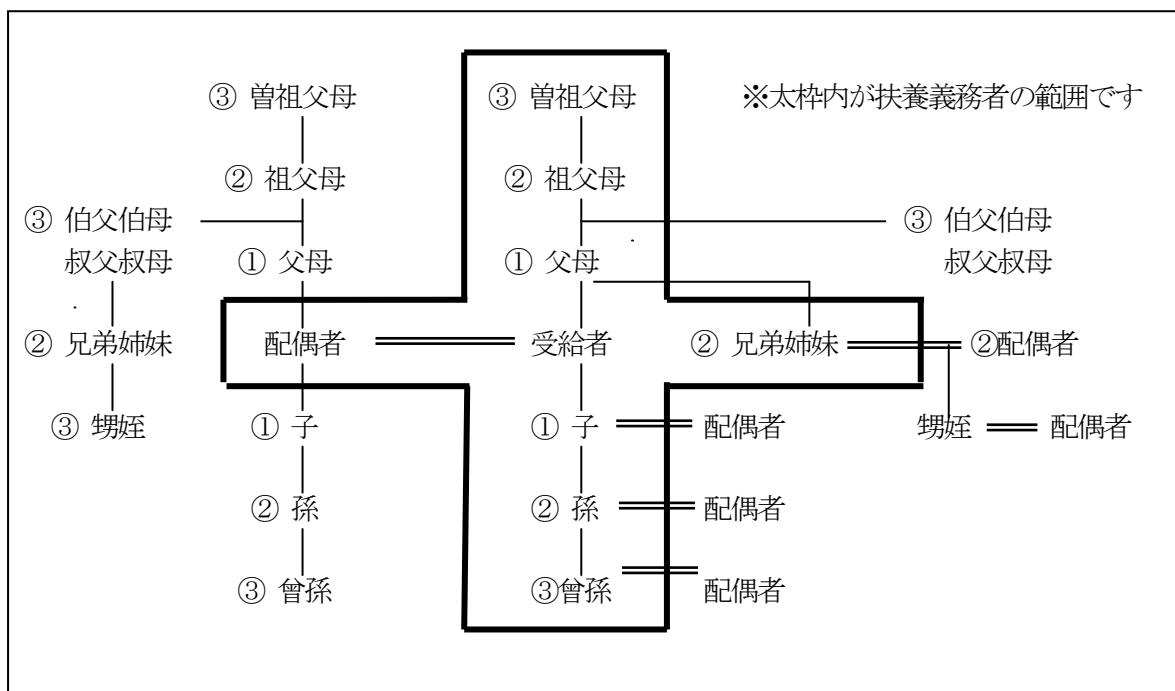 ③ 曽祖父母 ③ 曽祖父母 ※太枠内が扶養義務者の範囲です
② 祖父母 ② 祖父母
③ 伯父伯母 ③ 伯父伯母
叔父叔母 ① 父母 ① 父母 叔父叔母
② 兄弟姉妹 配偶者 受給者 ② 兄弟姉妹 ②配偶者
③ 甥姪 ① 子 ① 子 配偶者 甥姪 配偶者
② 孫 ② 孫 配偶者
③ 曾孫 ③曾孫 配偶者